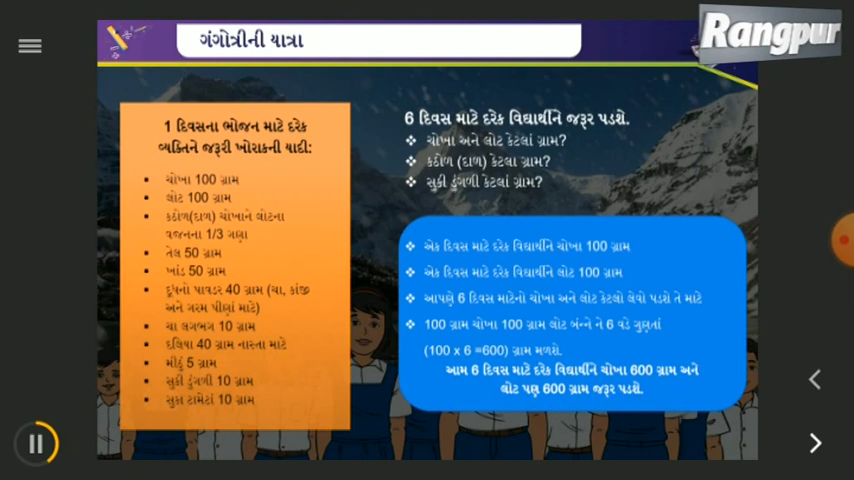 ગંગોત્રીની યાત્રા
Rangpur
1 દિવસના ભોજન માટે દરેક
વ્યક્તિને જરૂરી ખોરાકની યાદી:
▪ ચોખા 100 ગ્રામ
▪ લોટ 100 ગ્રામ
▪ કઠોળ(દાળ) ચોખાને લોટના
વજનના 1/3 ગણા
▪ તેલ 50 ગ્રામ
▪ ખાંડ 50 ગ્રામ
▪ દૂધનો પાવડર 40 ગ્રામ (ચા, કાંજી
અને ગરમ પીણાં માટે)
▪ ચા લગભગ 10 ગ્રામ
▪ દલિયા 40 ગ્રામ નાસ્તા માટે
▪ મીઠું 5 ગ્રામ
▪ સુકી ડુંગળી 10 ગ્રામ
▪ સુકા ટામેટાં 10 ગ્રામ
6 દિવસ માટે દરેક વિદ્યાર્થીને જરૂર પડશે.
❖ ચોખા અને લોટ કેટલાં ગ્રામ?
❖ કઠોળ (દાળ) કેટલા ગ્રામ?
❖ સુકી ડુંગળી કેટલાં ગ્રામ?
❖ એક દિવસ માટે દરેક વિદ્યાર્થીને ચોખા 100 ગ્રામ
❖ એક દિવસ માટે દરેક વિદ્યાર્થીને લોટ 100 ગ્રામ
❖ આપણે 6 દિવસ માટેનો ચોખા અને લોટ કેટલો લેવો પડશે તે માટે
❖ 100 ગ્રામ ચોખા 100 ગ્રામ લોટ બંન્ને ને 6 વડે ગુણતાં
(100 x 6 =600) ગ્રામ મળશે.
આમ 6 દિવસ માટે દરેક વિદ્યાર્થીને ચોખા 600 ગ્રામ અને
લોટ પણ 600 ગ્રામ જરૂર પડશે.